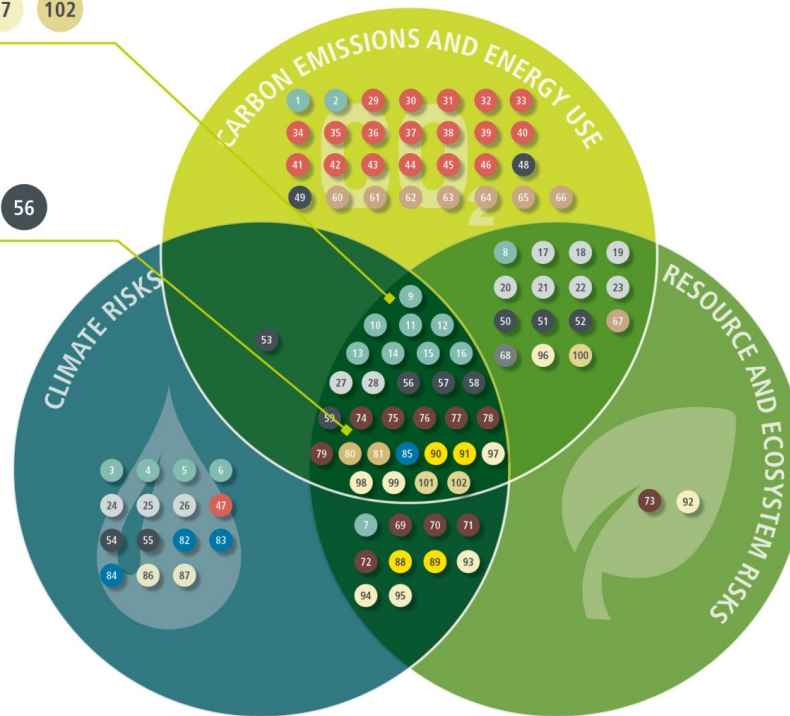 7 102
56
CARBON EMISSIONS AND ENERGY USE
CO2
1 2 29 30 31 32 33
34 35 36 37 38 39 40
41 42 43 44 45 46 48
49 60 61 62 63 64 65 66
CLIMATE RISKS
RESOURCE AND ECOSYSTEM RISKS
8 17 18 19
20 21 22 23
50 51 52 67
68 96 100
53
9
10 11 12
13 14 15 16
27 28 56 57 58
59 74 75 76 77 78
79 80 81 85 90 91 97
98 99 101 102
3 4 5 6
24 25 26 47
54 55 82 83
84 86 87
7 69 70 71
72 88 89 93
94 95
73 92